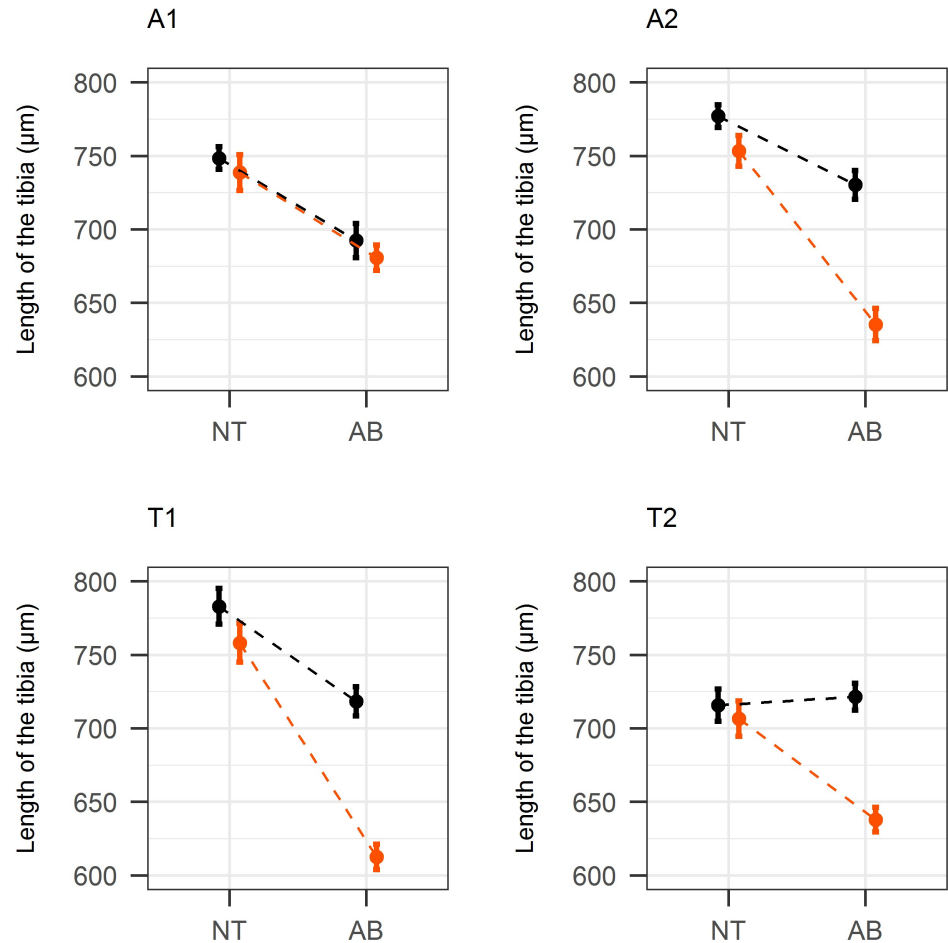 A1
Length of the tibia (µm)
800
750
700
650
600
NT AB
A2
Length of the tibia (µm)
800
750
700
650
600
NT AB
T1
Length of the tibia (µm)
800
750
700
650
600
NT AB
T2
Length of the tibia (µm)
800
750
700
650
600
NT AB